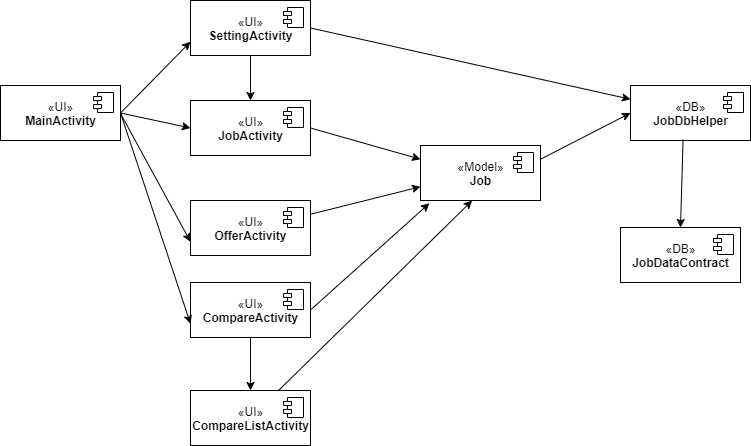 «UI»
SettingActivity
«UI»
MainActivity
«DB»
JobDbHelper
«UI»
JobActivity
«Model»
Job
«UI»
OfferActivity
«DB»
JobDataContract
«UI»
CompareActivity
«UI»
CompareListActivity